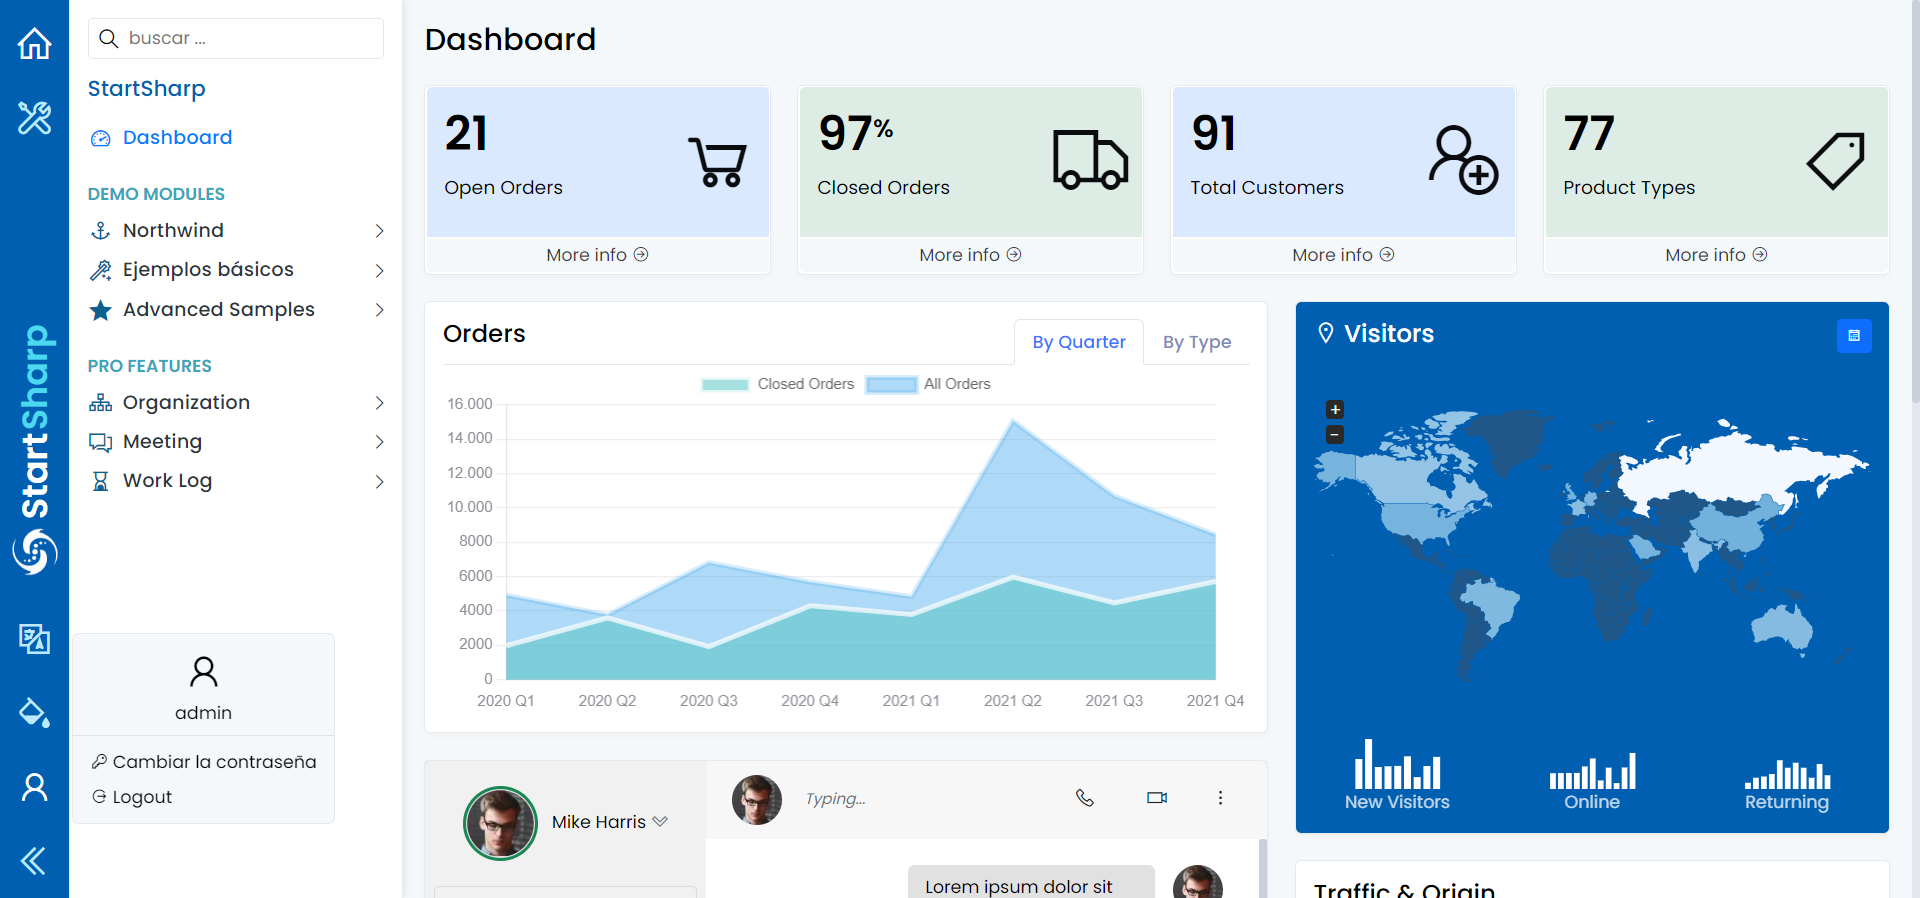 StartSharp
buscar ...
StartSharp
Dashboard
DEMO MODULES
Northwind
Ejemplos básicos
Advanced Samples
PRO FEATURES
Organization
Meeting
Work Log
admin
Cambiar la contraseña
Logout
Dashboard
21
Open Orders
More info
97%
Closed Orders
More info
91
Total Customers
More info
77
Product Types
More info
Orders
By Quarter
By Type
Closed Orders
All Orders
16.000
14.000
12.000
10.000
8000
6000
4000
2000
0
2020 Q1
2020 Q2
2020 Q3
2020 Q4
2021 Q1
2021 Q2
2021 Q3
2021 Q4
Visitors
+
−
New Visitors
Online
Returning
Mike Harris
Typing...
Lorem ipsum dolor sit
Traffic & Origin